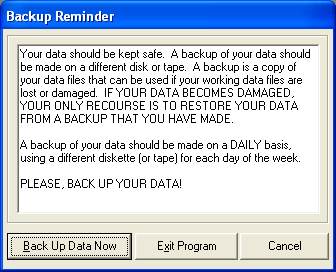 Backup Reminder
Your data should be kept safe.  A backup of your data should
be made on a different disk or tape.  A backup is a copy of
your data files that can be used if your working data files are
lost or damaged.  IF YOUR DATA BECOMES DAMAGED,
YOUR ONLY RECOURSE IS TO RESTORE YOUR DATA
FROM A BACKUP THAT YOU HAVE MADE.
A backup of your data should be made on a DAILY basis,
using a different diskette (or tape) for each day of the week.
PLEASE, BACK UP YOUR DATA!
Back Up Data Now
Exit Program
Cancel